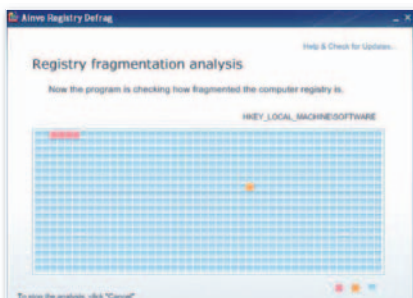 Ainvo Registry Defrag
Help & Check for Updates...
Registry fragmentation analysis
Now the program is checking how fragmented the computer registry is.
HKEY_LOCAL_MACHINE\SOFTWARE
To stop the analysis, click "Cancel"